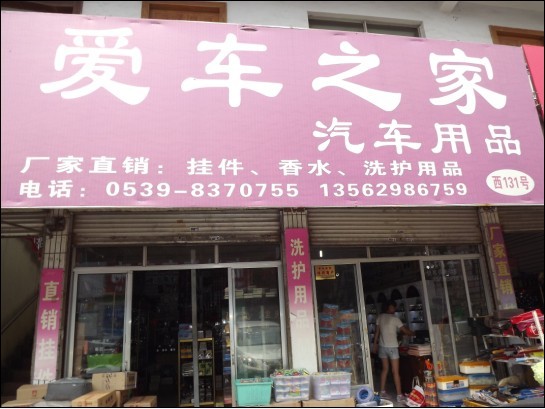 爱车之家
汽车用品
厂家直销：挂件、香水、洗护用品
电话：0539-8370755 13562986759
西131号
直销挂件
洗护用品
厂家直销